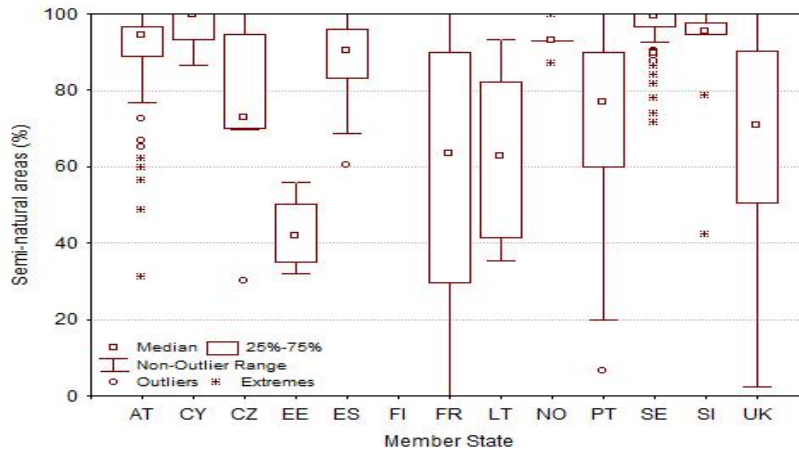 100
80
60
40
20
0
Semi-natural areas (%)
Median 25%-75%
Non-Outlier Range
Outliers Extremes
AT CY CZ EE ES FI FR LT NO PT SE SI UK
Member State